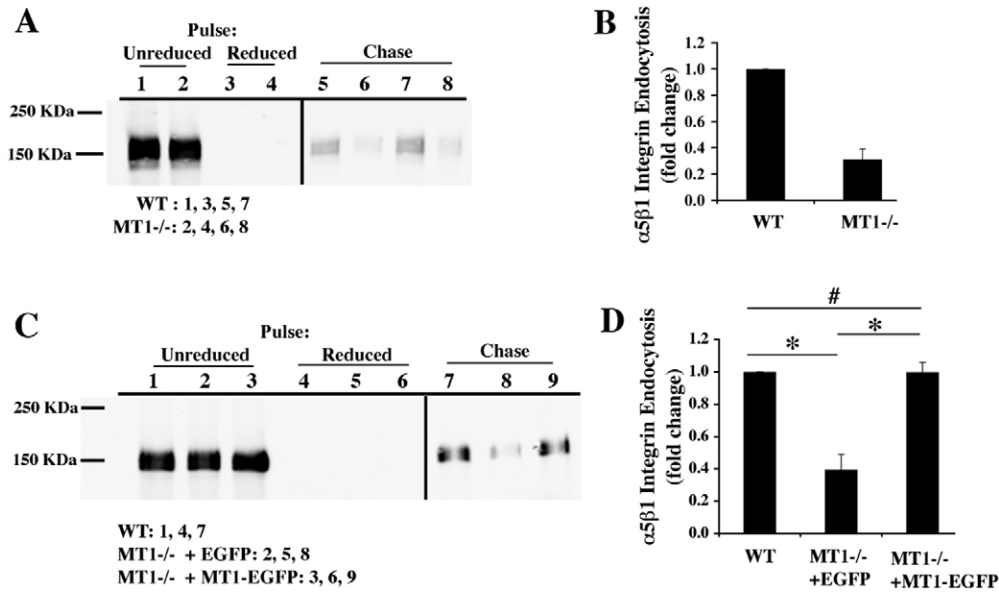 A
Pulse:
Unreduced Reduced Chase
1 2 3 4 5 6 7 8
250 KDa
150 KDa
WT : 1, 3, 5, 7
MT1-/-: 2, 4, 6, 8
B
α5β1 Integrin Endocytosis
(fold change)
1.2
1.0
0.8
0.6
0.4
0.2
0.0
WT MT1-/-
C
Pulse:
Unreduced Reduced Chase
1 2 3 4 5 6 7 8 9
250 KDa
150 KDa
WT: 1, 4, 7
MT1-/- + EGFP: 2, 5, 8
MT1-/- + MT1-EGFP: 3, 6, 9
D
α5β1 Integrin Endocytosis
(fold change)
#
* *
1.2
1.0
0.8
0.6
0.4
0.2
0.0
WT MT1-/- MT1-/-
+EGFP +MT1-EGFP